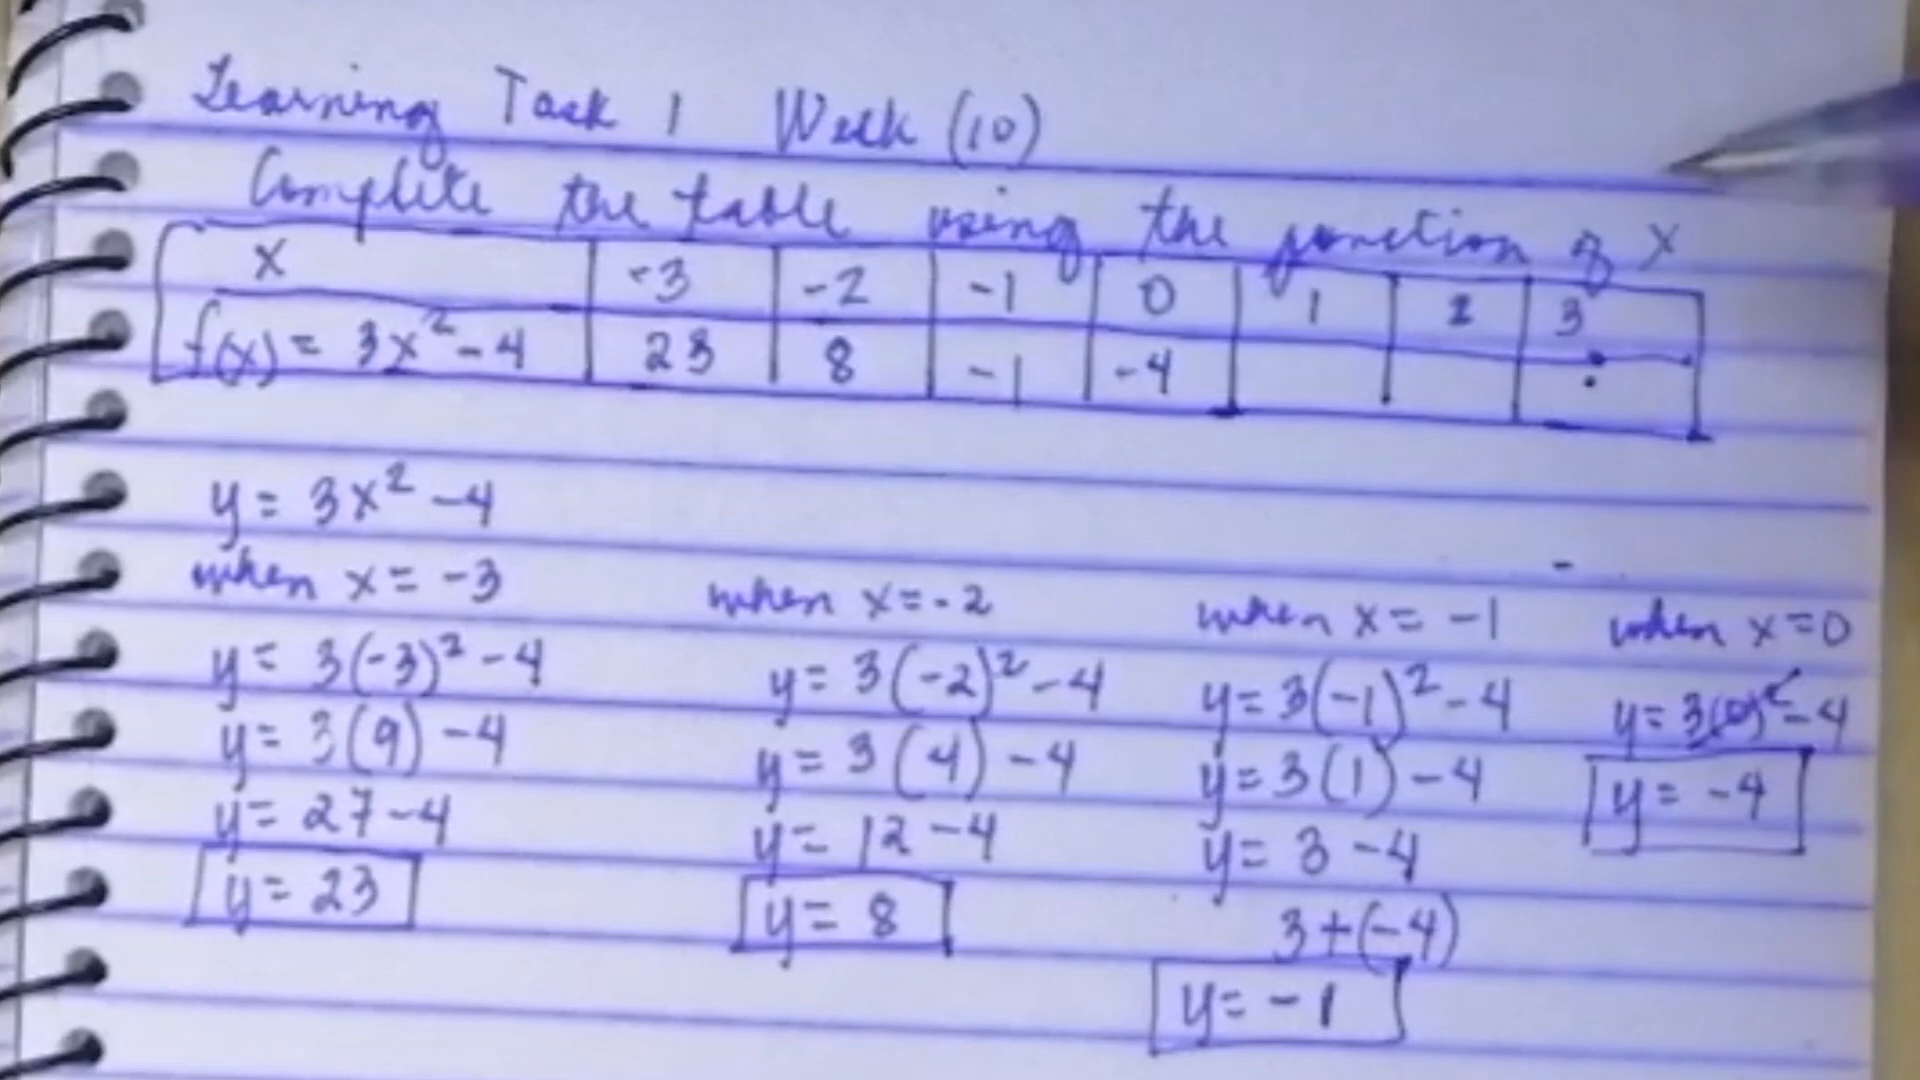 Learning Task 1 Week (10)
Complete the table using the function of x
x -3 -2 -1 0 1 2 3
f(x) = 3x² - 4 23 8 -1 -4
y = 3x² - 4
when x = -3 when x = -2 when x = -1 when x = 0
y = 3(-3)² - 4 y = 3(-2)² - 4 y = 3(-1)² - 4 y = 3(0)² - 4
y = 3(9) - 4 y = 3(4) - 4 y = 3(1) - 4 y = -4
y = 27 - 4 y = 12 - 4 y = 3 - 4
y = 23 y = 8 3 + (-4)
y = -1